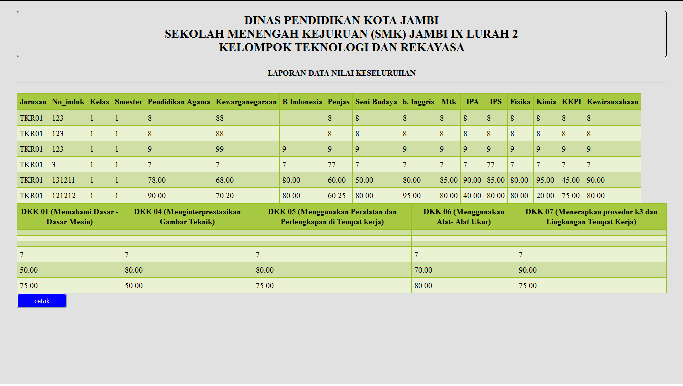 DINAS PENDIDIKAN KOTA JAMBI
SEKOLAH MENENGAH KEJURUAN (SMK) JAMBI IX LURAH 2
KELOMPOK TEKNOLOGI DAN REKAYASA
LAPORAN DATA NILAI KESELURUHAN
Jurusan No_induk Kelas Smester Pendidikan Agama Kewarganegaraan B Indonesia Penjas Seni Budaya b. Inggris Mtk IPA IPS Fisika Kimia KKPI Kewirausahaan
TKR01 123 1 1 8 88 8 8 8 8 8 8 8 8 8 8
TKR01 123 1 1 8 88 8 8 8 8 8 8 8 8 8 8
TKR01 123 1 1 9 99 9 9 9 9 9 9 9 9 9 9 9
TKR01 3 1 1 7 7 7 77 7 7 7 7 77 7 7 7 7
TKR01 131211 1 1 78.00 68.00 80.00 60.00 50.00 80.00 85.00 90.00 85.00 80.00 95.00 45.00 90.00
TKR01 121212 1 1 90.00 70.20 80.00 60.25 80.00 95.00 80.00 40.00 80.00 80.00 20.00 75.00 80.00
DKK 01 (Memahami Dasar - DKK 04 (Menginterprestasikan DKK 05 (Menggunakan Peralatan dan DKK 06 (Menggunakan DKK 07 (Menerapkan prosedur k3 dan
Dasar Mesin) Gambar Teknik) Perlengkapan di Tempat kerja) Alat- Alat Ukur) Lingkungan Tempat Kerja)
7 7 7 7 7
50.00 80.00 80.00 70.00 90.00
75.00 50.00 75.00 80.00 75.00
cetak